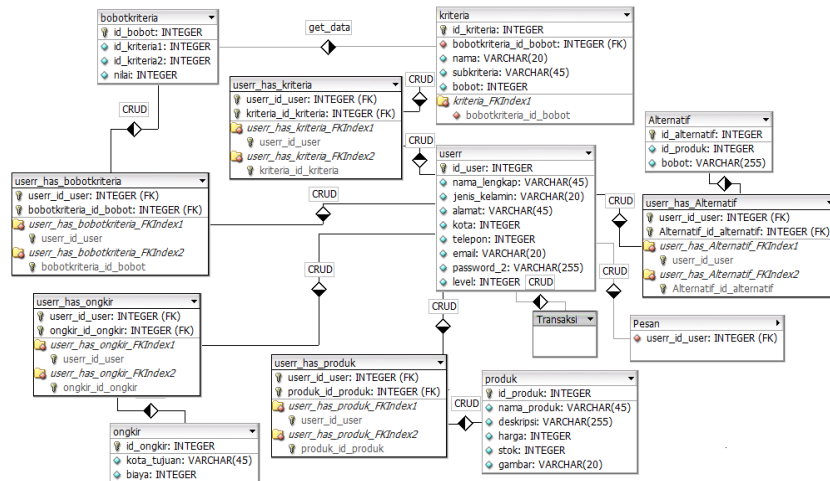 bobotkriteria
id_bobot: INTEGER
id_kriteria1: INTEGER
id_kriteria2: INTEGER
nilai: INTEGER
get_data
kriteria
id_kriteria: INTEGER
bobotkriteria_id_bobot: INTEGER (FK)
nama: VARCHAR(20)
subkriteria: VARCHAR(45)
bobot: INTEGER
kriteria_FKIndex1
bobotkriteria_id_bobot
CRUD
userr_has_kriteria
userr_id_user: INTEGER (FK)
kriteria_id_kriteria: INTEGER (FK)
userr_has_kriteria_FKIndex1
userr_id_user
userr_has_kriteria_FKIndex2
kriteria_id_kriteria
CRUD
CRUD
Alternatif
id_alternatif: INTEGER
id_produk: INTEGER
bobot: VARCHAR(255)
CRUD
userr
id_user: INTEGER
nama_lengkap: VARCHAR(45)
jenis_kelamin: VARCHAR(20)
alamat: VARCHAR(45)
kota: INTEGER
telepon: INTEGER
email: VARCHAR(20)
password_2: VARCHAR(255)
level: INTEGER
userr_has_bobotkriteria
userr_id_user: INTEGER (FK)
bobotkriteria_id_bobot: INTEGER (FK)
userr_has_bobotkriteria_FKIndex1
userr_id_user
userr_has_bobotkriteria_FKIndex2
bobotkriteria_id_bobot
CRUD
CRUD
userr_has_Alternatif
userr_id_user: INTEGER (FK)
Alternatif_id_alternatif: INTEGER (FK)
userr_has_Alternatif_FKIndex1
userr_id_user
userr_has_Alternatif_FKIndex2
Alternatif_id_alternatif
CRUD
CRUD
CRUD
CRUD
Transaksi
Pesan
userr_id_user: INTEGER (FK)
userr_has_ongkir
userr_id_user: INTEGER (FK)
ongkir_id_ongkir: INTEGER (FK)
userr_has_ongkir_FKIndex1
userr_id_user
userr_has_ongkir_FKIndex2
ongkir_id_ongkir
userr_has_produk
userr_id_user: INTEGER (FK)
produk_id_produk: INTEGER (FK)
userr_has_produk_FKIndex1
userr_id_user
userr_has_produk_FKIndex2
produk_id_produk
CRUD
produk
id_produk: INTEGER
nama_produk: VARCHAR(45)
deskripsi: VARCHAR(255)
harga: INTEGER
stok: INTEGER
gambar: VARCHAR(20)
CRUD
ongkir
id_ongkir: INTEGER
kota_tujuan: VARCHAR(45)
biaya: INTEGER